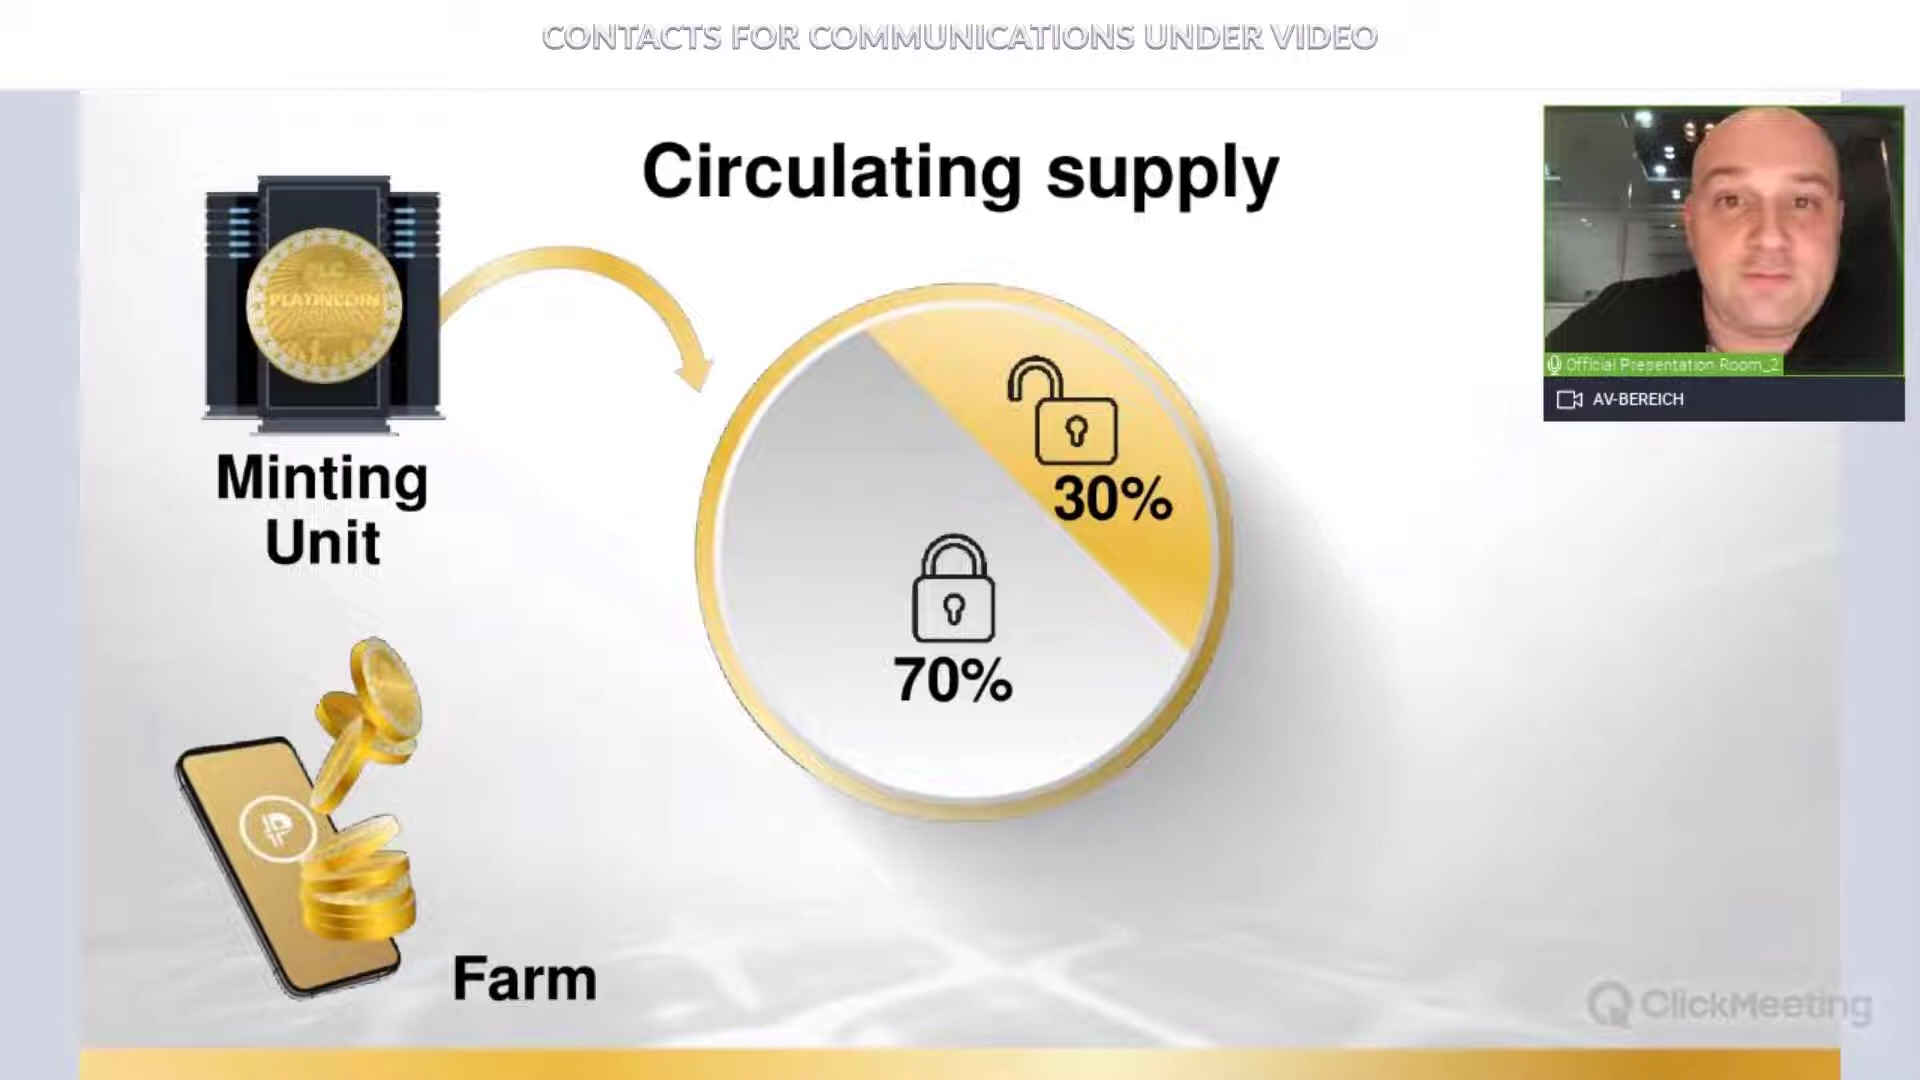 CONTACTS FOR COMMUNICATIONS UNDER VIDEO
Circulating supply
PLC
PLATINCOIN
Minting
Unit
30%
70%
Farm
Official Presentation Room_2
AV-BEREICH
ClickMeeting